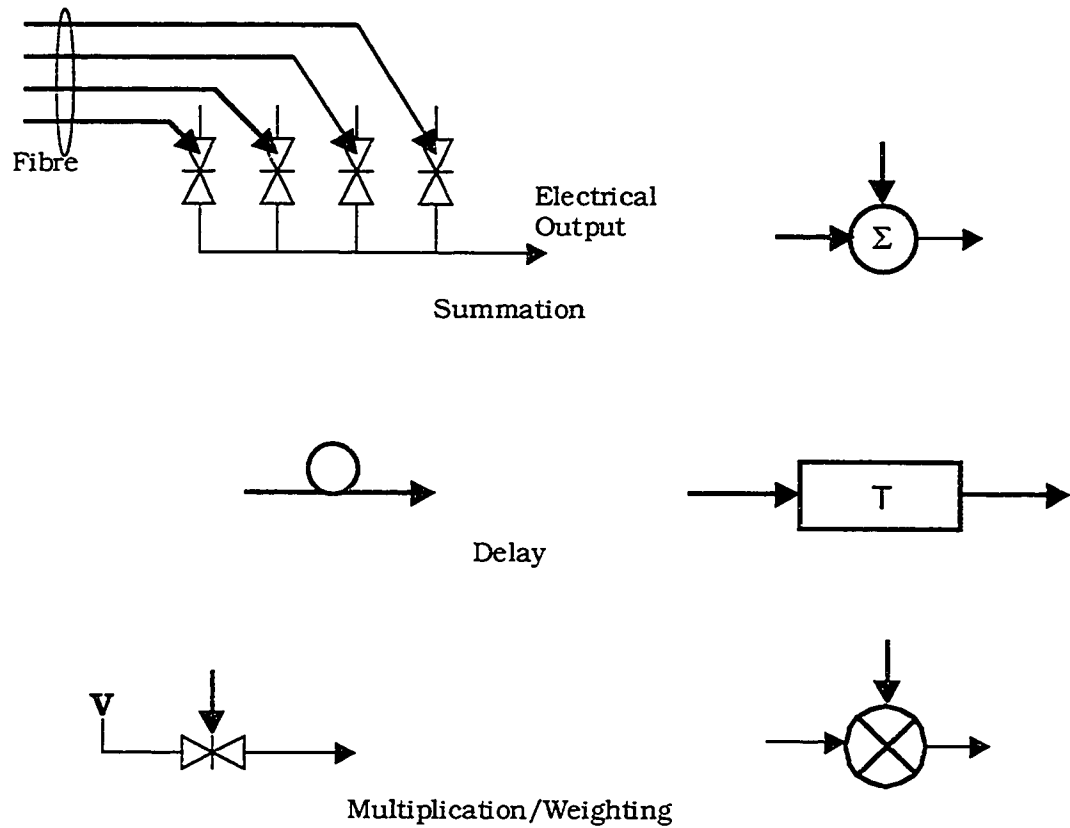 Fibre
Electrical
Output
Σ
Summation
T
Delay
V
Multiplication/Weighting